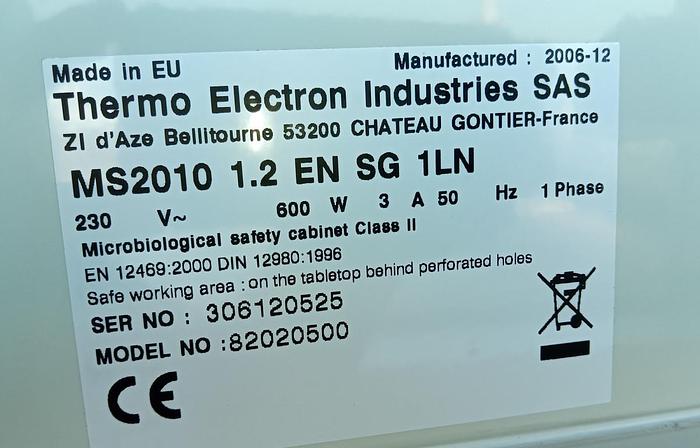 Made in EU Manufactured : 2006-12
Thermo Electron Industries SAS
ZI d'Aze Bellitourne 53200 CHATEAU GONTIER-France
MS2010 1.2 EN SG 1LN
230 V~ 600 W 3 A 50 Hz 1 Phase
Microbiological safety cabinet Class II
EN 12469:2000 DIN 12980:1996
Safe working area : on the tabletop behind perforated holes
SER NO : 306120525
MODEL NO :82020500
CE